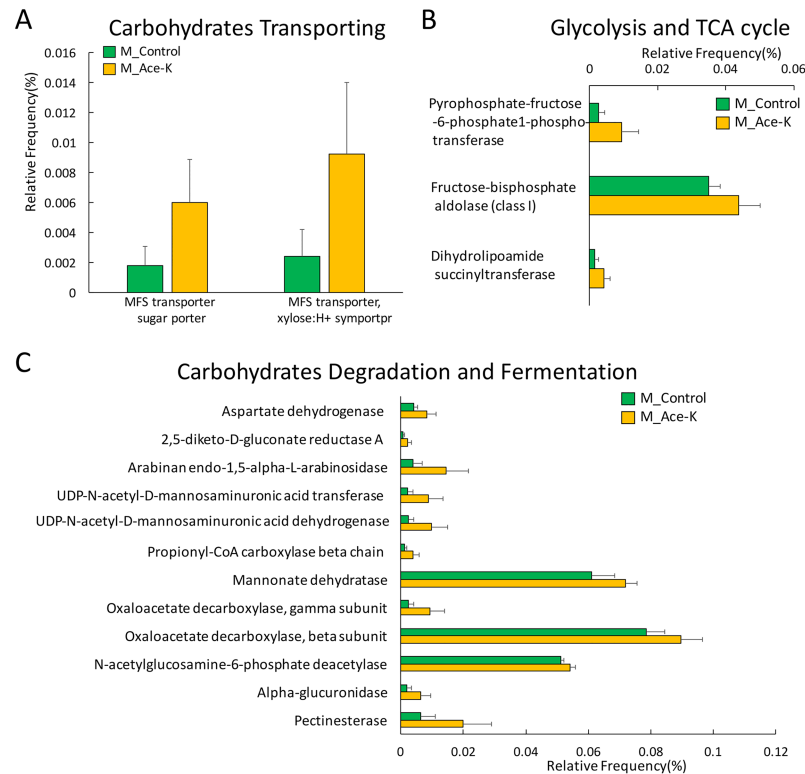 A
Carbohydrates Transporting
0.016
0.014
0.012
0.01
0.008
0.006
0.004
0.002
0
Relative Frequency(%)
M_Control
M_Ace-K
MFS transporter
sugar porter
MFS transporter,
xylose:H+ symportpr
B
Glycolysis and TCA cycle
Relative Frequency(%)
0 0.02 0.04 0.06
M_Control
M_Ace-K
Pyrophosphate-fructose
-6-phosphate1-phospho-
transferase
Fructose-bisphosphate
aldolase (class I)
Dihydrolipoamide
succinyltransferase
C
Carbohydrates Degradation and Fermentation
M_Control
M_Ace-K
Aspartate dehydrogenase
2,5-diketo-D-gluconate reductase A
Arabinan endo-1,5-alpha-L-arabinosidase
UDP-N-acetyl-D-mannosaminuronic acid transferase
UDP-N-acetyl-D-mannosaminuronic acid dehydrogenase
Propionyl-CoA carboxylase beta chain
Mannonate dehydratase
Oxaloacetate decarboxylase, gamma subunit
Oxaloacetate decarboxylase, beta subunit
N-acetylglucosamine-6-phosphate deacetylase
Alpha-glucuronidase
Pectinesterase
0 0.02 0.04 0.06 0.08 0.1 0.12
Relative Frequency(%)